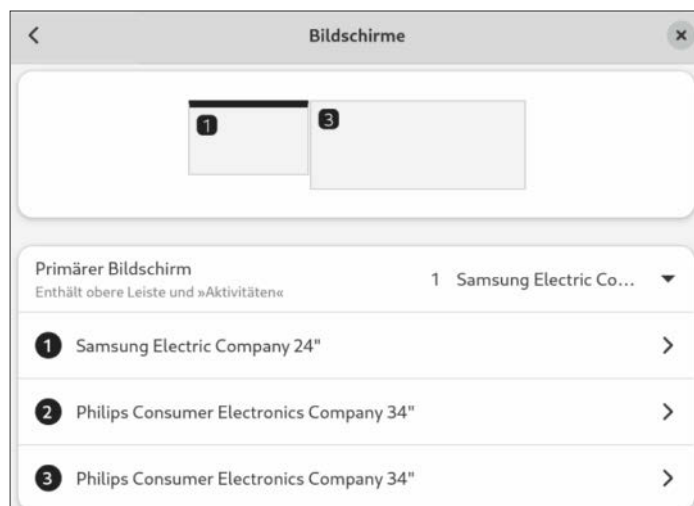 Bildschirme
1
3
Primärer Bildschirm
1 Samsung Electric Co...
Enthält obere Leiste und »Aktivitäten«
1 Samsung Electric Company 24"
2 Philips Consumer Electronics Company 34"
3 Philips Consumer Electronics Company 34"